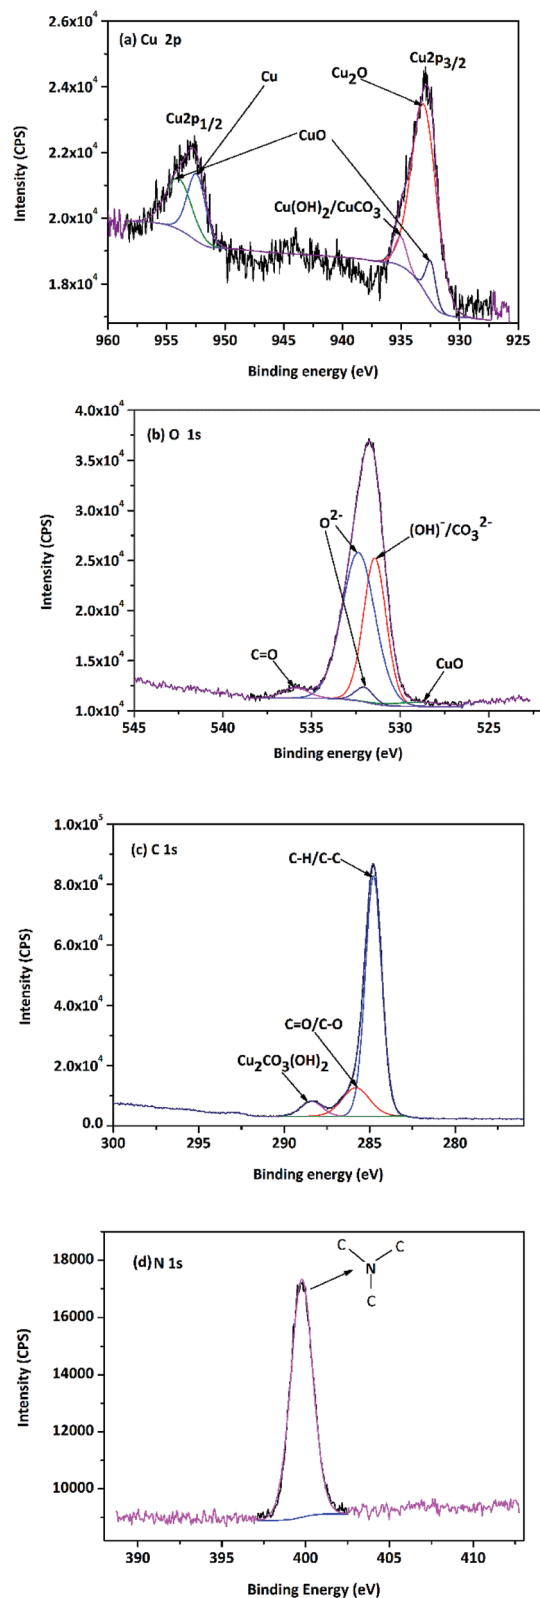 (a) Cu 2p
Cu2p1/2
Cu
Cu2O
Cu2p3/2
CuO
Cu(OH)2/CuCO3
2.6x10^4
2.4x10^4
2.2x10^4
2.0x10^4
1.8x10^4
Intensity (CPS)
960 955 950 945 940 935 930 925
Binding energy (eV)
(b) O 1s
O2-
(OH)-/CO3 2-
C=O
CuO
4.0x10^4
3.5x10^4
3.0x10^4
2.5x10^4
2.0x10^4
1.5x10^4
1.0x10^4
Intensity (CPS)
545 540 535 530 525
Binding energy (eV)
(c) C 1s
C-H/C-C
C=O/C-O
Cu2CO3(OH)2
1.0x10^5
8.0x10^4
6.0x10^4
4.0x10^4
2.0x10^4
0.0
Intensity (CPS)
300 295 290 285 280
Binding energy (eV)
(d) N 1s
C C
N
C
18000
16000
14000
12000
10000
Intensity (CPS)
390 395 400 405 410
Binding Energy (eV)